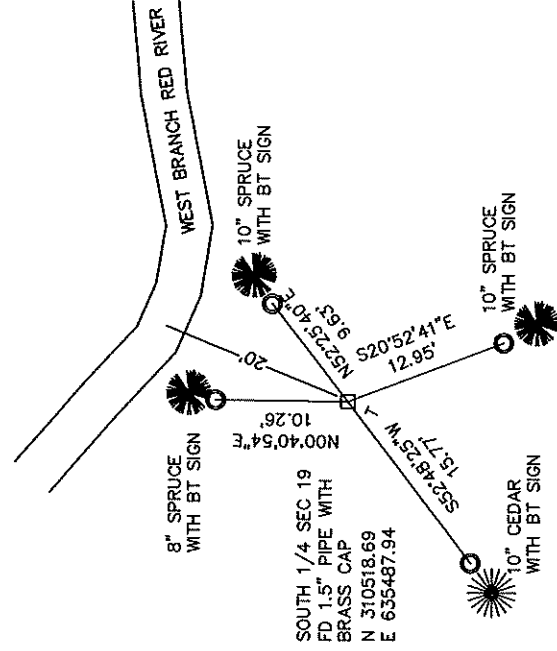 WEST BRANCH RED RIVER
10" SPRUCE
WITH BT SIGN
8" SPRUCE
WITH BT SIGN
20'
N52°25'40"E
9.63'
N00°40'54"E
10.26'
S20°52'41"E
12.95'
10" SPRUCE
WITH BT SIGN
SOUTH 1/4 SEC 19
FD 1.5" PIPE WITH
BRASS CAP
N 310518.69
E 635487.94
T
S52°48'25"W
15.77'
10" CEDAR
WITH BT SIGN